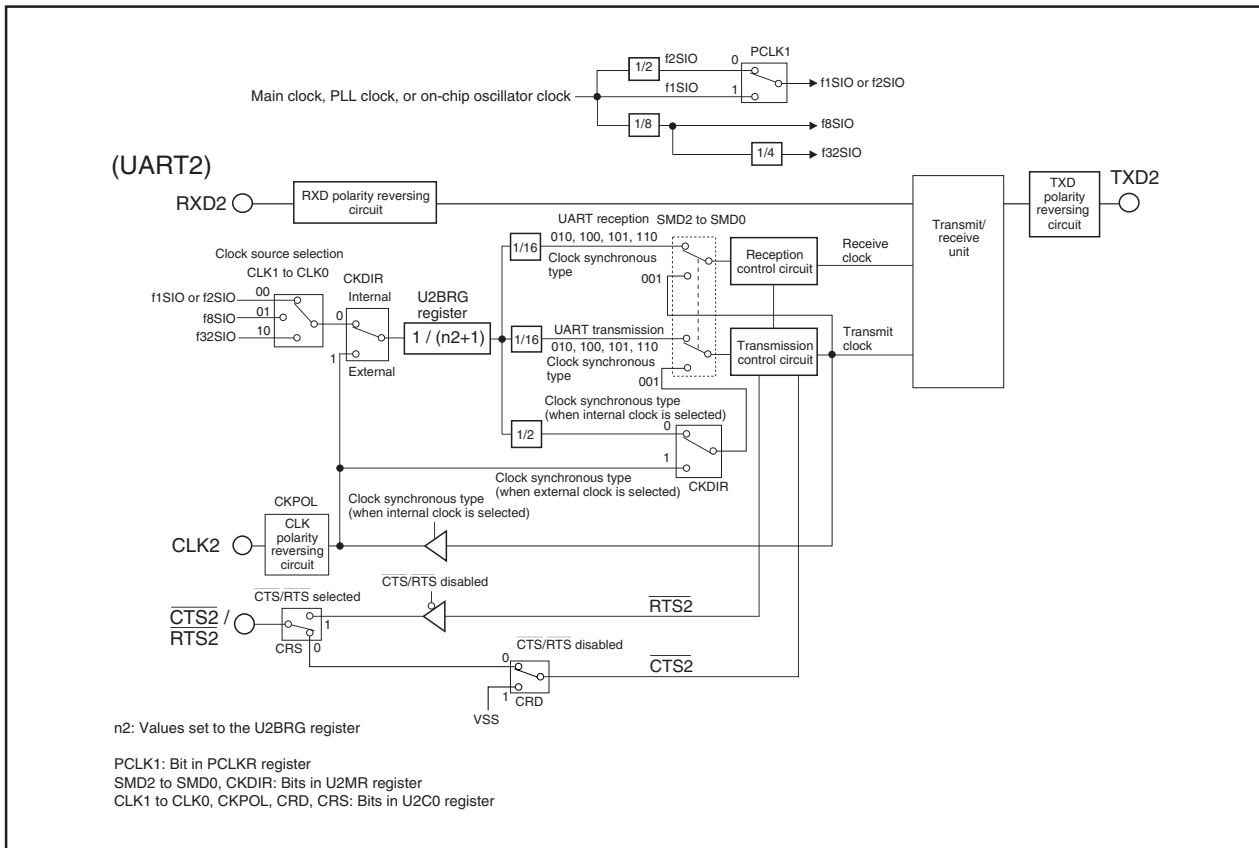 PCLK1
f2SIO
0
1/2
f1SIO or f2SIO
f1SIO
1
Main clock, PLL clock, or on-chip oscillator clock
1/8
f8SIO
1/4
f32SIO
(UART2)
RXD2
RXD polarity reversing
circuit
TXD
polarity
reversing
circuit
TXD2
Transmit/
receive
unit
UART reception
SMD2 to SMD0
1/16
010, 100, 101, 110
Clock synchronous
type
001
Reception
control circuit
Receive
clock
Clock source selection
CLK1 to CLK0
f1SIO or f2SIO
00
f8SIO
01
f32SIO
10
CKDIR
Internal
0
1
External
U2BRG
register
1 / (n2+1)
1/16
UART transmission
010, 100, 101, 110
Clock synchronous
type
001
Transmission
control circuit
Transmit
clock
Clock synchronous type
(when internal clock is selected)
1/2
0
1
CKDIR
Clock synchronous type
(when external clock is selected)
Clock synchronous type
(when internal clock is selected)
CKPOL
CLK2
CLK
polarity
reversing
circuit
CTS/RTS disabled
CTS/RTS selected
CTS2 /
RTS2
1
CRS
0
RTS2
CTS/RTS disabled
0
CTS2
1
CRD
VSS
n2: Values set to the U2BRG register
PCLK1: Bit in PCLKR register
SMD2 to SMD0, CKDIR: Bits in U2MR register
CLK1 to CLK0, CKPOL, CRD, CRS: Bits in U2C0 register